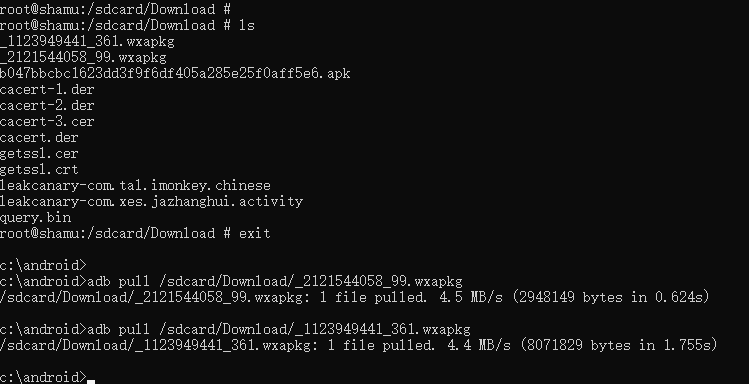 root@shamu:/sdcard/Download #
root@shamu:/sdcard/Download # ls
_1123949441_361.wxapkg
_2121544058_99.wxapkg
b047bbcbc1623dd3f9f6df405a285e25f0aff5e6.apk
cacert-1.der
cacert-2.der
cacert-3.cer
cacert.der
getssl.cer
getssl.crt
leakcanary-com.tal.imonkey.chinese
leakcanary-com.xes.jazhanghui.activity
query.bin
root@shamu:/sdcard/Download # exit
c:\android>
c:\android>adb pull /sdcard/Download/_2121544058_99.wxapkg
/sdcard/Download/_2121544058_99.wxapkg: 1 file pulled. 4.5 MB/s (2948149 bytes in 0.624s)
c:\android>adb pull /sdcard/Download/_1123949441_361.wxapkg
/sdcard/Download/_1123949441_361.wxapkg: 1 file pulled. 4.4 MB/s (8071829 bytes in 1.755s)
c:\android>